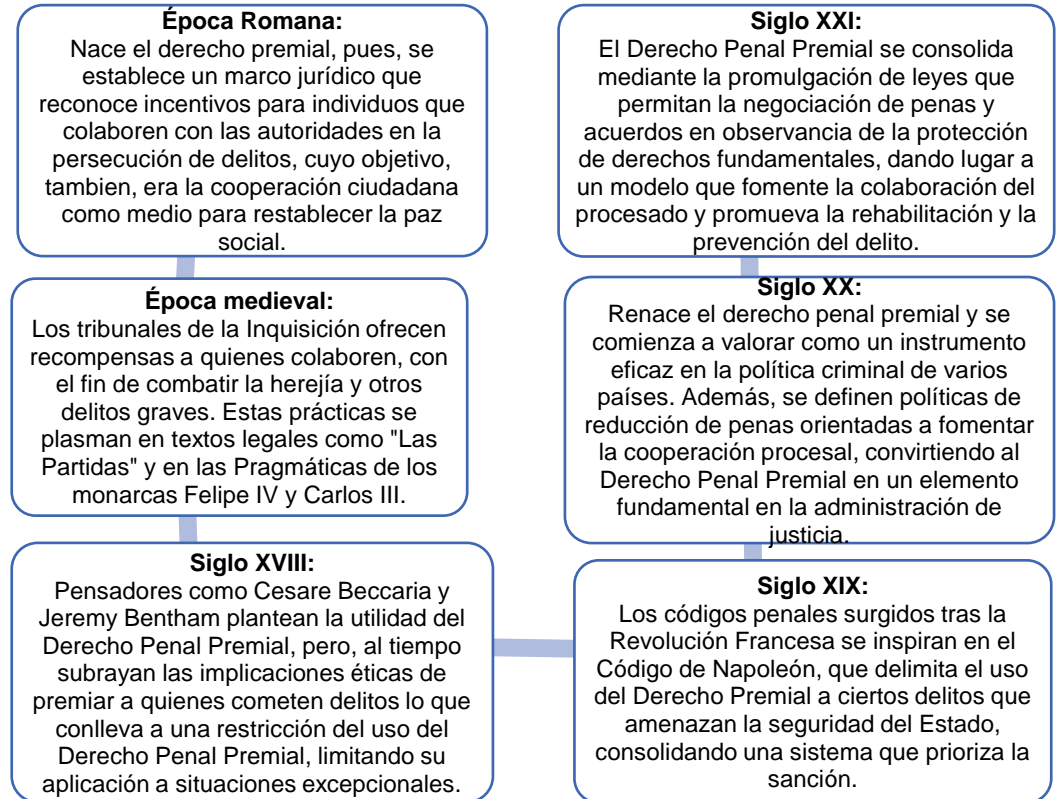 Época Romana:
Nace el derecho premial, pues, se
establece un marco jurídico que
reconoce incentivos para individuos que
colaboren con las autoridades en la
persecución de delitos, cuyo objetivo,
tambien, era la cooperación ciudadana
como medio para restablecer la paz
social.
Época medieval:
Los tribunales de la Inquisición ofrecen
recompensas a quienes colaboren, con
el fin de combatir la herejía y otros
delitos graves. Estas prácticas se
plasman en textos legales como "Las
Partidas" y en las Pragmáticas de los
monarcas Felipe IV y Carlos III.
Siglo XVIII:
Pensadores como Cesare Beccaria y
Jeremy Bentham plantean la utilidad del
Derecho Penal Premial, pero, al tiempo
subrayan las implicaciones éticas de
premiar a quienes cometen delitos lo que
conlleva a una restricción del uso del
Derecho Penal Premial, limitando su
aplicación a situaciones excepcionales.
Siglo XIX:
Los códigos penales surgidos tras la
Revolución Francesa se inspiran en el
Código de Napoleón, que delimita el uso
del Derecho Premial a ciertos delitos que
amenazan la seguridad del Estado,
consolidando una sistema que prioriza la
sanción.
Siglo XX:
Renace el derecho penal premial y se
comienza a valorar como un instrumento
eficaz en la política criminal de varios
países. Además, se definen políticas de
reducción de penas orientadas a fomentar
la cooperación procesal, convirtiendo al
Derecho Penal Premial en un elemento
fundamental en la administración de
justicia.
Siglo XXI:
El Derecho Penal Premial se consolida
mediante la promulgación de leyes que
permitan la negociación de penas y
acuerdos en observancia de la protección
de derechos fundamentales, dando lugar a
un modelo que fomente la colaboración del
procesado y promueva la rehabilitación y la
prevención del delito.